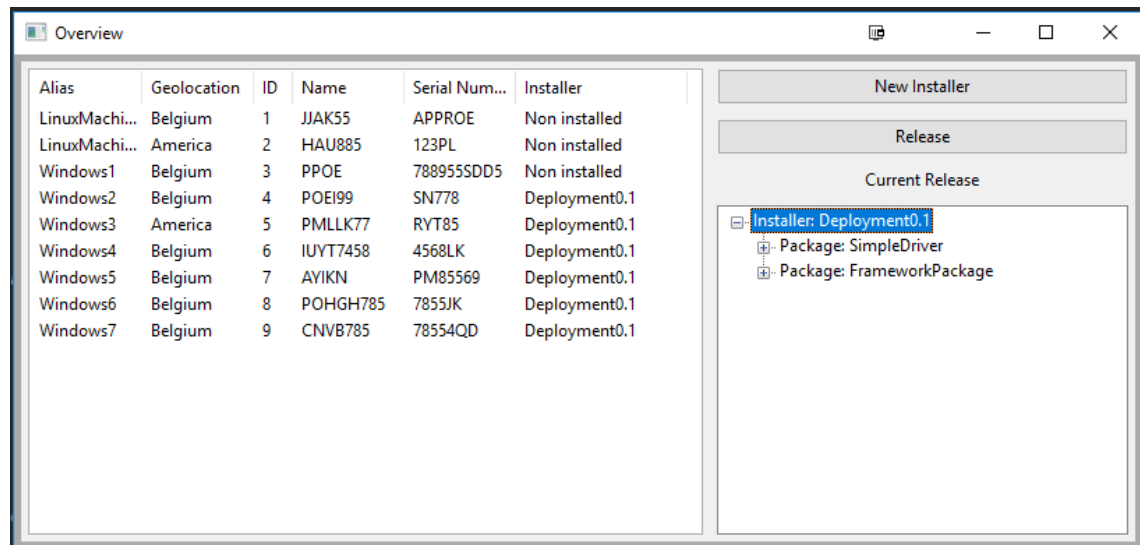 Overview
Alias Geolocation ID Name Serial Num... Installer
LinuxMachi... Belgium 1 JJAK55 APPROE Non installed
LinuxMachi... America 2 HAU885 123PL Non installed
Windows1 Belgium 3 PPOE 788955SDD5 Non installed
Windows2 Belgium 4 POEI99 SN778 Deployment0.1
Windows3 America 5 PMLLK77 RYT85 Deployment0.1
Windows4 Belgium 6 IUYT7458 4568LK Deployment0.1
Windows5 Belgium 7 AYIKN PM85569 Deployment0.1
Windows6 Belgium 8 POHGH785 7855JK Deployment0.1
Windows7 Belgium 9 CNVB785 78554QD Deployment0.1
New Installer
Release
Current Release
Installer: Deployment0.1
Package: SimpleDriver
Package: FrameworkPackage